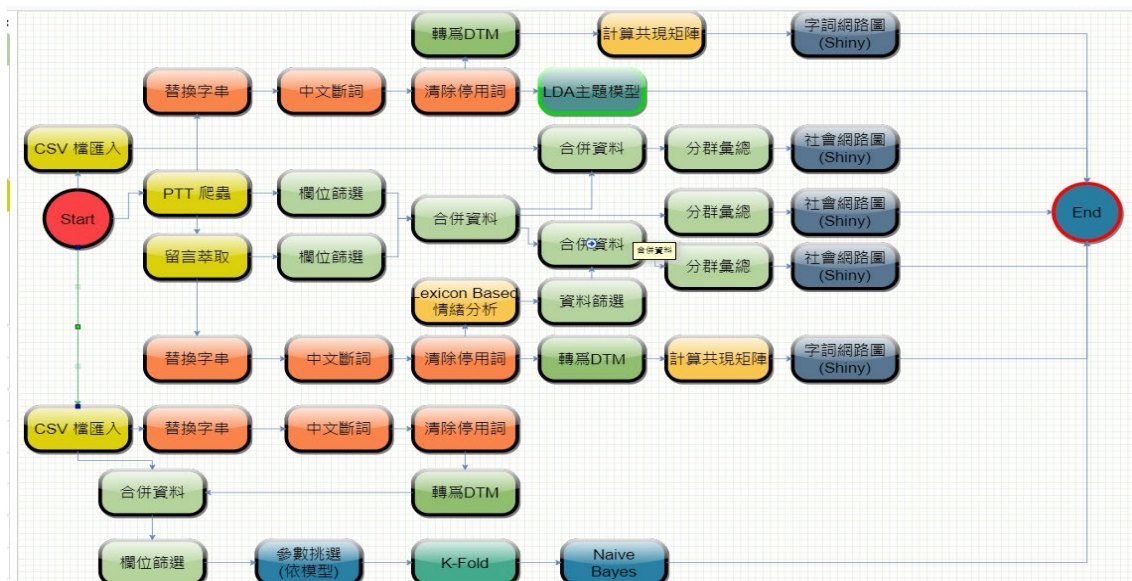 轉為DTM
計算共現矩陣
字詞網路圖
(Shiny)
替換字串
中文斷詞
清除停用詞
LDA主題模型
CSV 檔匯入
合併資料
分群彙總
社會網路圖
(Shiny)
Start
PTT 爬蟲
欄位篩選
合併資料
分群彙總
社會網路圖
(Shiny)
End
留言萃取
欄位篩選
合併資料
合併資料
分群彙總
社會網路圖
(Shiny)
Lexicon Based
情緒分析
資料篩選
替換字串
中文斷詞
清除停用詞
轉為DTM
計算共現矩陣
字詞網路圖
(Shiny)
CSV 檔匯入
替換字串
中文斷詞
清除停用詞
合併資料
轉為DTM
欄位篩選
參數挑選
(依模型)
K-Fold
Naive
Bayes